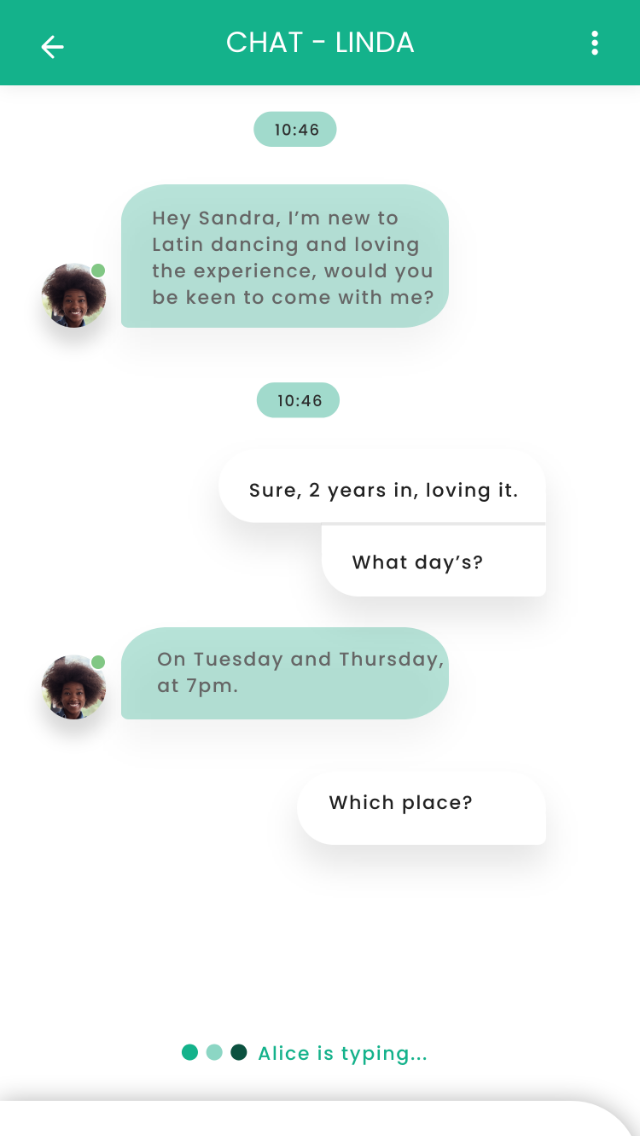 CHAT - LINDA
10:46
Hey Sandra, I’m new to
Latin dancing and loving
the experience, would you
be keen to come with me?
10:46
Sure, 2 years in, loving it.
What day’s?
On Tuesday and Thursday,
at 7pm.
Which place?
Alice is typing...